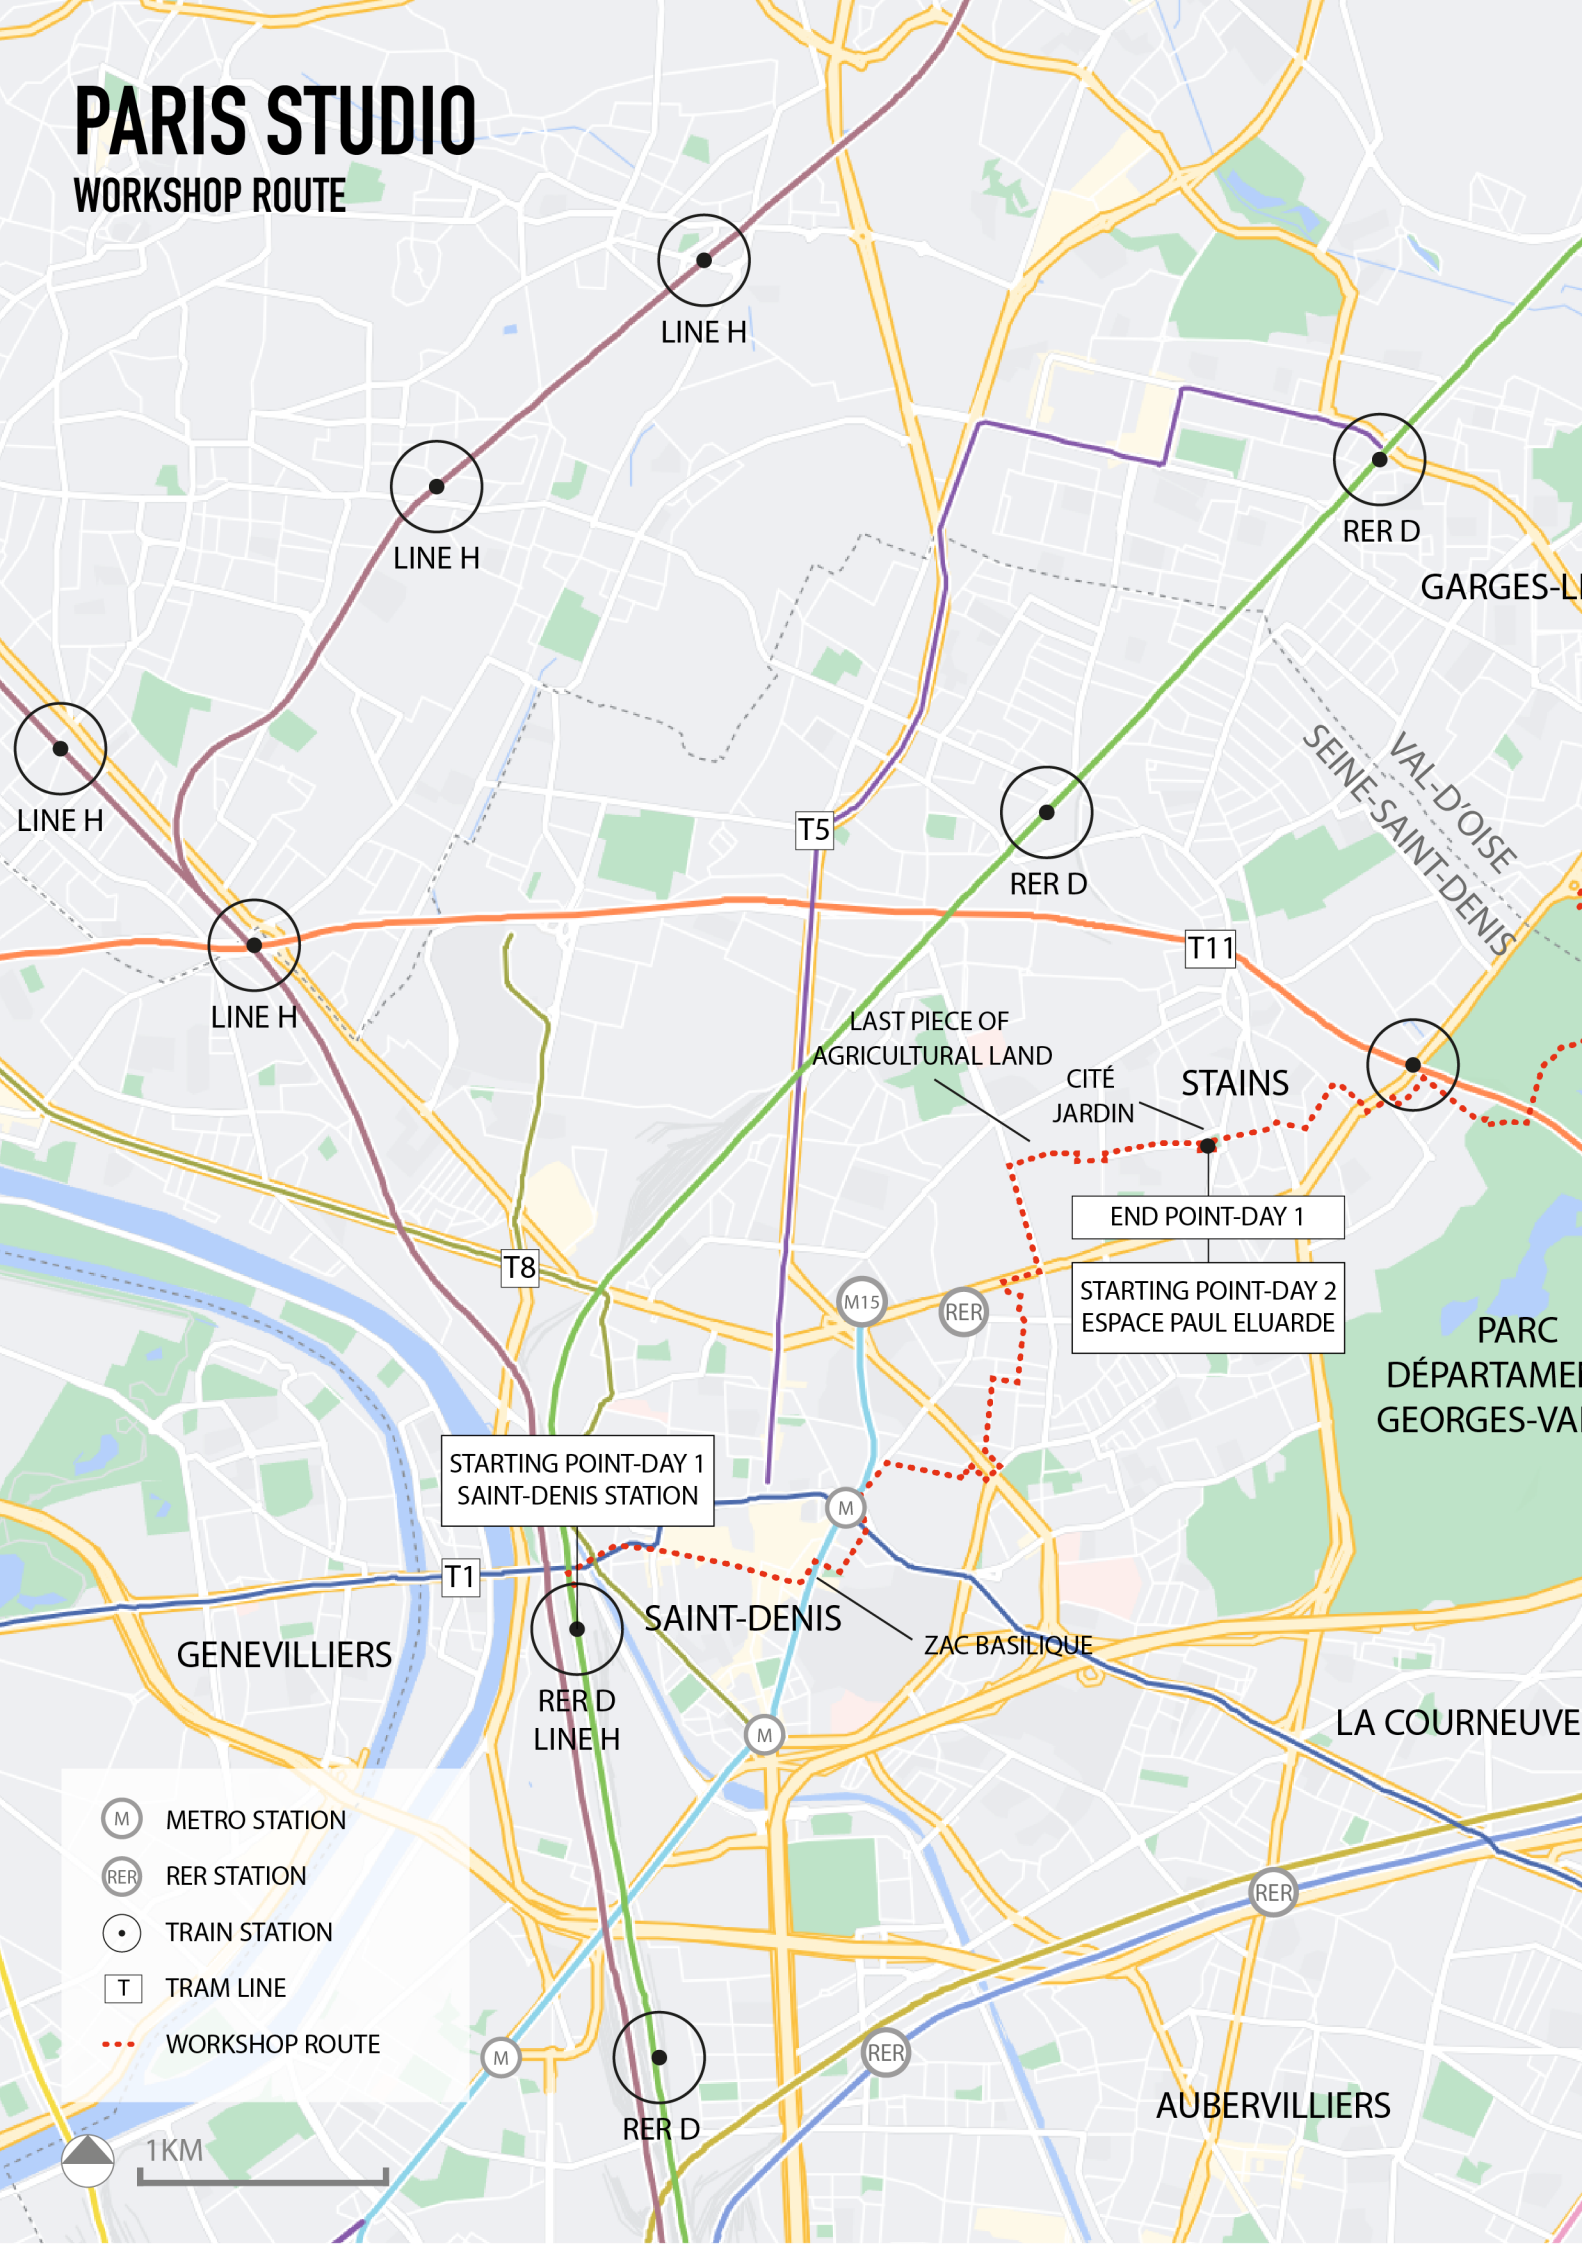 PARIS STUDIO
WORKSHOP ROUTE
LINE H
LINE H
RER D
GARGES-L
LINE H
T5
RER D
VAL-D'OISE
SEINE-SAINT-DENIS
LINE H
T11
LAST PIECE OF
AGRICULTURAL LAND
CITÉ
JARDIN
STAINS
END POINT-DAY 1
STARTING POINT-DAY 2
ESPACE PAUL ELUARDE
T8
M15
RER
PARC
DÉPARTAME
GEORGES-VA
STARTING POINT-DAY 1
SAINT-DENIS STATION
M
T1
SAINT-DENIS
ZAC BASILIQUE
GENEVILLIERS
RER D
LINE H
M
LA COURNEUVE
M METRO STATION
RER RER STATION
TRAIN STATION
T TRAM LINE
WORKSHOP ROUTE
RER
M
RER
RER D
AUBERVILLIERS
1KM